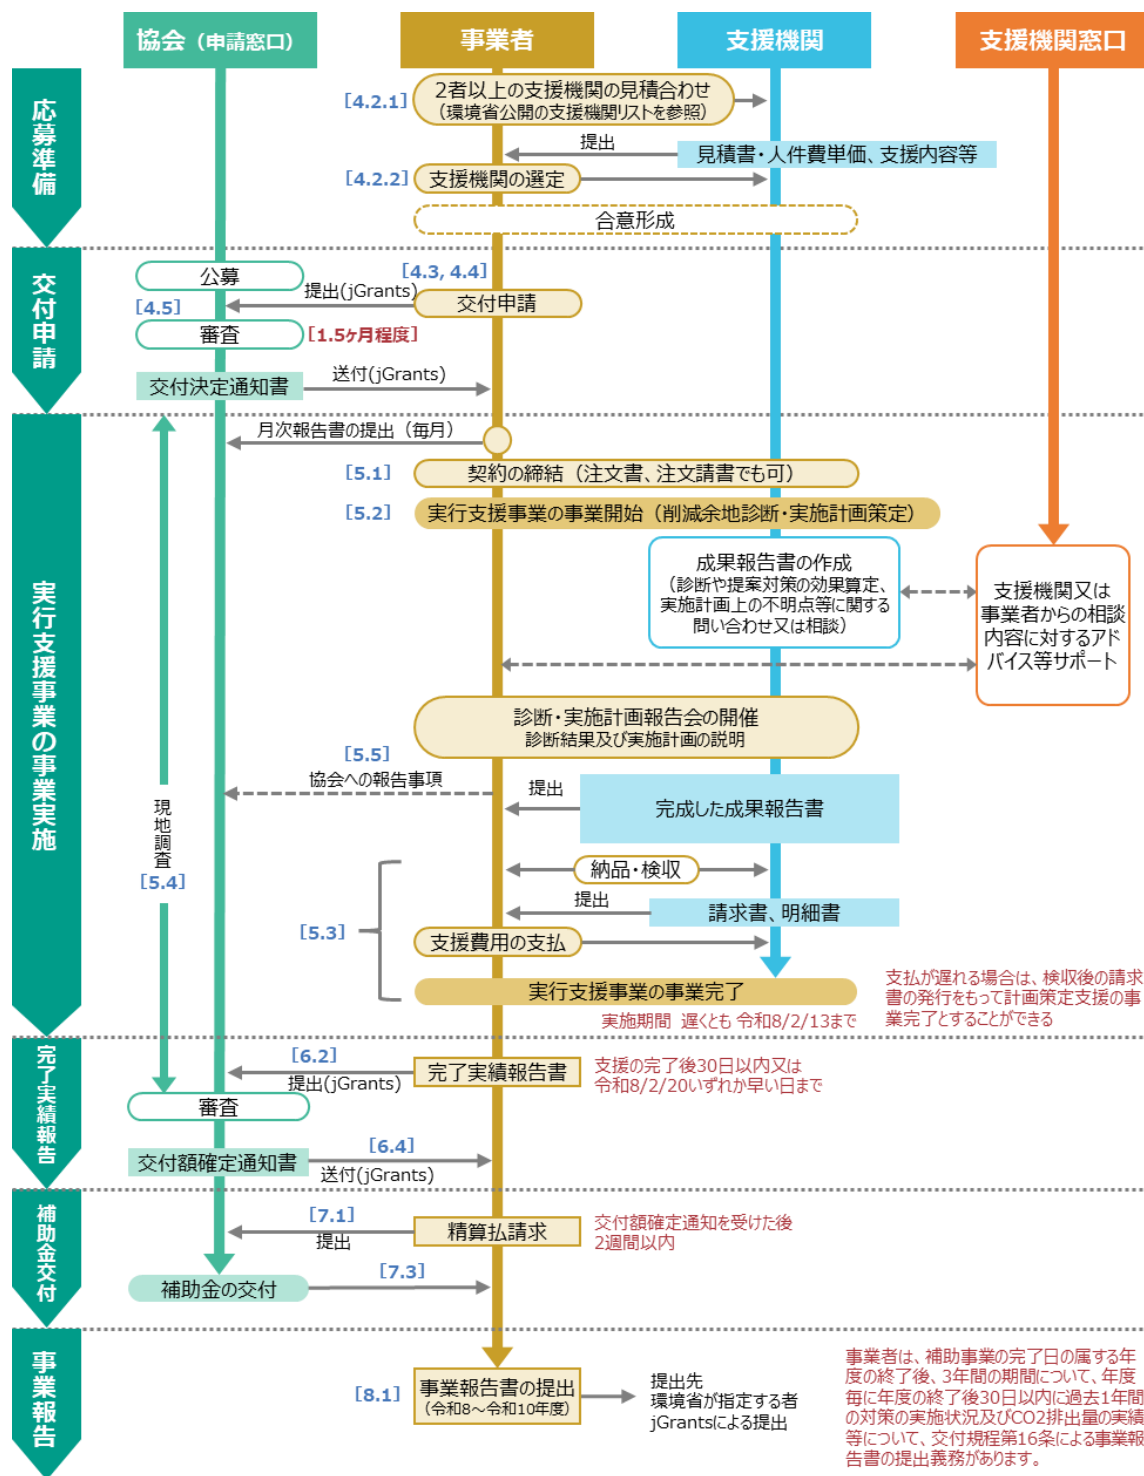 協会（申請窓口）
事業者
支援機関
支援機関窓口
応募準備
[4.2.1]
2者以上の支援機関の見積合わせ
（環境省公開の支援機関リストを参照）
提出
見積書・人件費単価、支援内容等
[4.2.2]
支援機関の選定
合意形成
交付申請
公募
[4.3, 4.4]
提出(jGrants)
[4.5]
交付申請
審査
[1.5ヶ月程度]
送付(jGrants)
交付決定通知書
実行支援事業の事業実施
月次報告書の提出（毎月）
[5.1]
契約の締結（注文書、注文請書でも可）
[5.2]
実行支援事業の事業開始（削減余地診断・実施計画策定）
成果報告書の作成
（診断や提案対策の効果算定、
実施計画上の不明点等に関する
問い合わせ又は相談）
支援機関又は
事業者からの相談
内容に対するアド
バイス等サポート
診断・実施計画報告会の開催
診断結果及び実施計画の説明
[5.5]
協会への報告事項
提出
完成した成果報告書
現地調査
[5.4]
納品・検収
提出
請求書、明細書
[5.3]
支援費用の支払
実行支援事業の事業完了
支払が遅れる場合は、検収後の請求
書の発行をもって計画策定支援の事
業完了とすることができる
実施期間 遅くとも 令和8/2/13まで
完了実績報告
[6.2]
提出(jGrants)
完了実績報告書
支援の完了後30日以内又は
令和8/2/20いずれか早い日まで
審査
[6.4]
交付額確定通知書
送付(jGrants)
補助金交付
[7.1]
提出
精算払請求
交付額確定通知を受けた後
2週間以内
[7.3]
補助金の交付
事業報告
[8.1]
事業報告書の提出
（令和8～令和10年度）
提出先
環境省が指定する者
jGrantsによる提出
事業者は、補助事業の完了日の属する年
度の終了後、3年間の期間について、年度
毎に年度の終了後30日以内に過去1年間
の対策の実施状況及びCO2排出量の実績
等について、交付規程第16条による事業報
告書の提出義務があります。